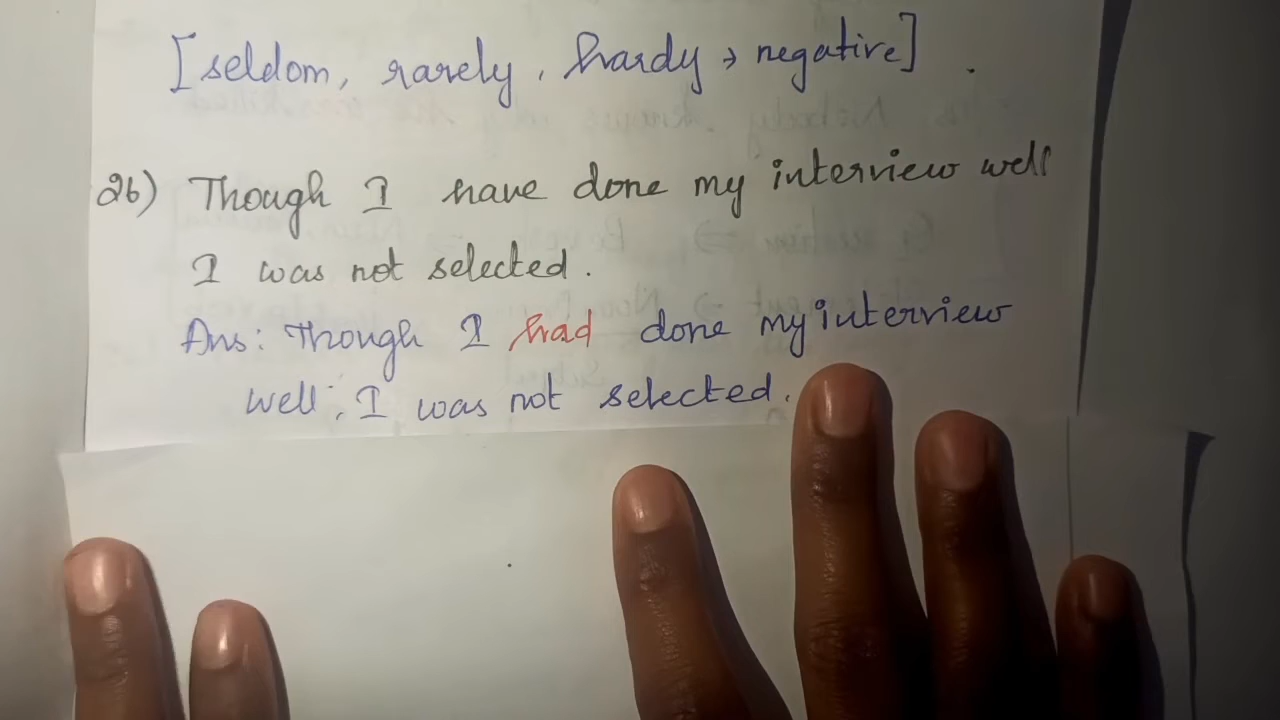 [seldom, rarely, hardy → negative]
26) Though I have done my interview well
I was not selected.
Ans: Though I had done my interview
well, I was not selected.